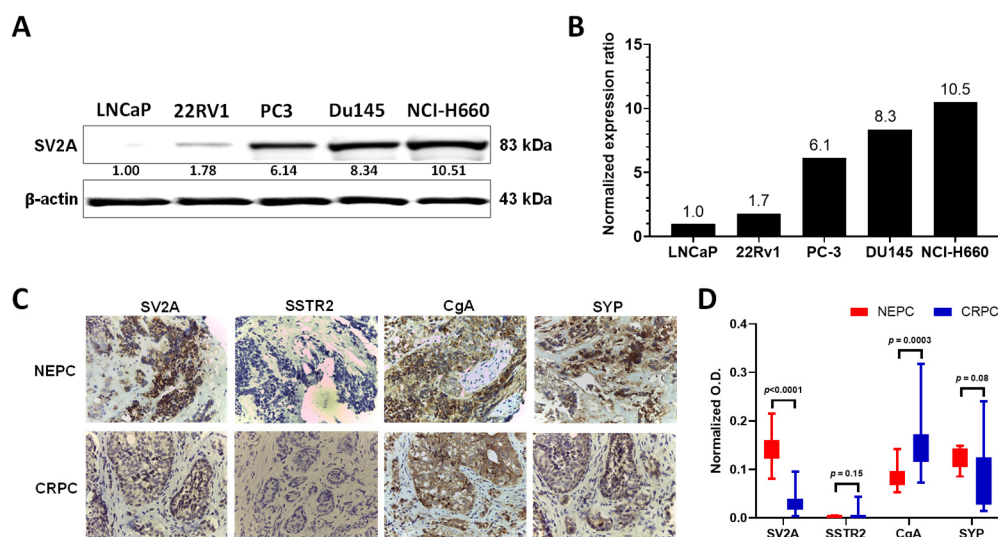 A
LNCaP 22RV1 PC3 Du145 NCI-H660
SV2A 83 kDa
1.00 1.78 6.14 8.34 10.51
β-actin 43 kDa
B
Normalized expression ratio
15
10
5
0
1.0 1.7 6.1 8.3 10.5
LNCaP 22Rv1 PC-3 DU145 NCI-H660
C
SV2A SSTR2 CgA SYP
NEPC
CRPC
D
NEPC CRPC
Normalized O.D.
0.4
0.3
0.2
0.1
0.0
p<0.0001
p = 0.15
p = 0.0003
p = 0.08
SV2A SSTR2 CgA SYP